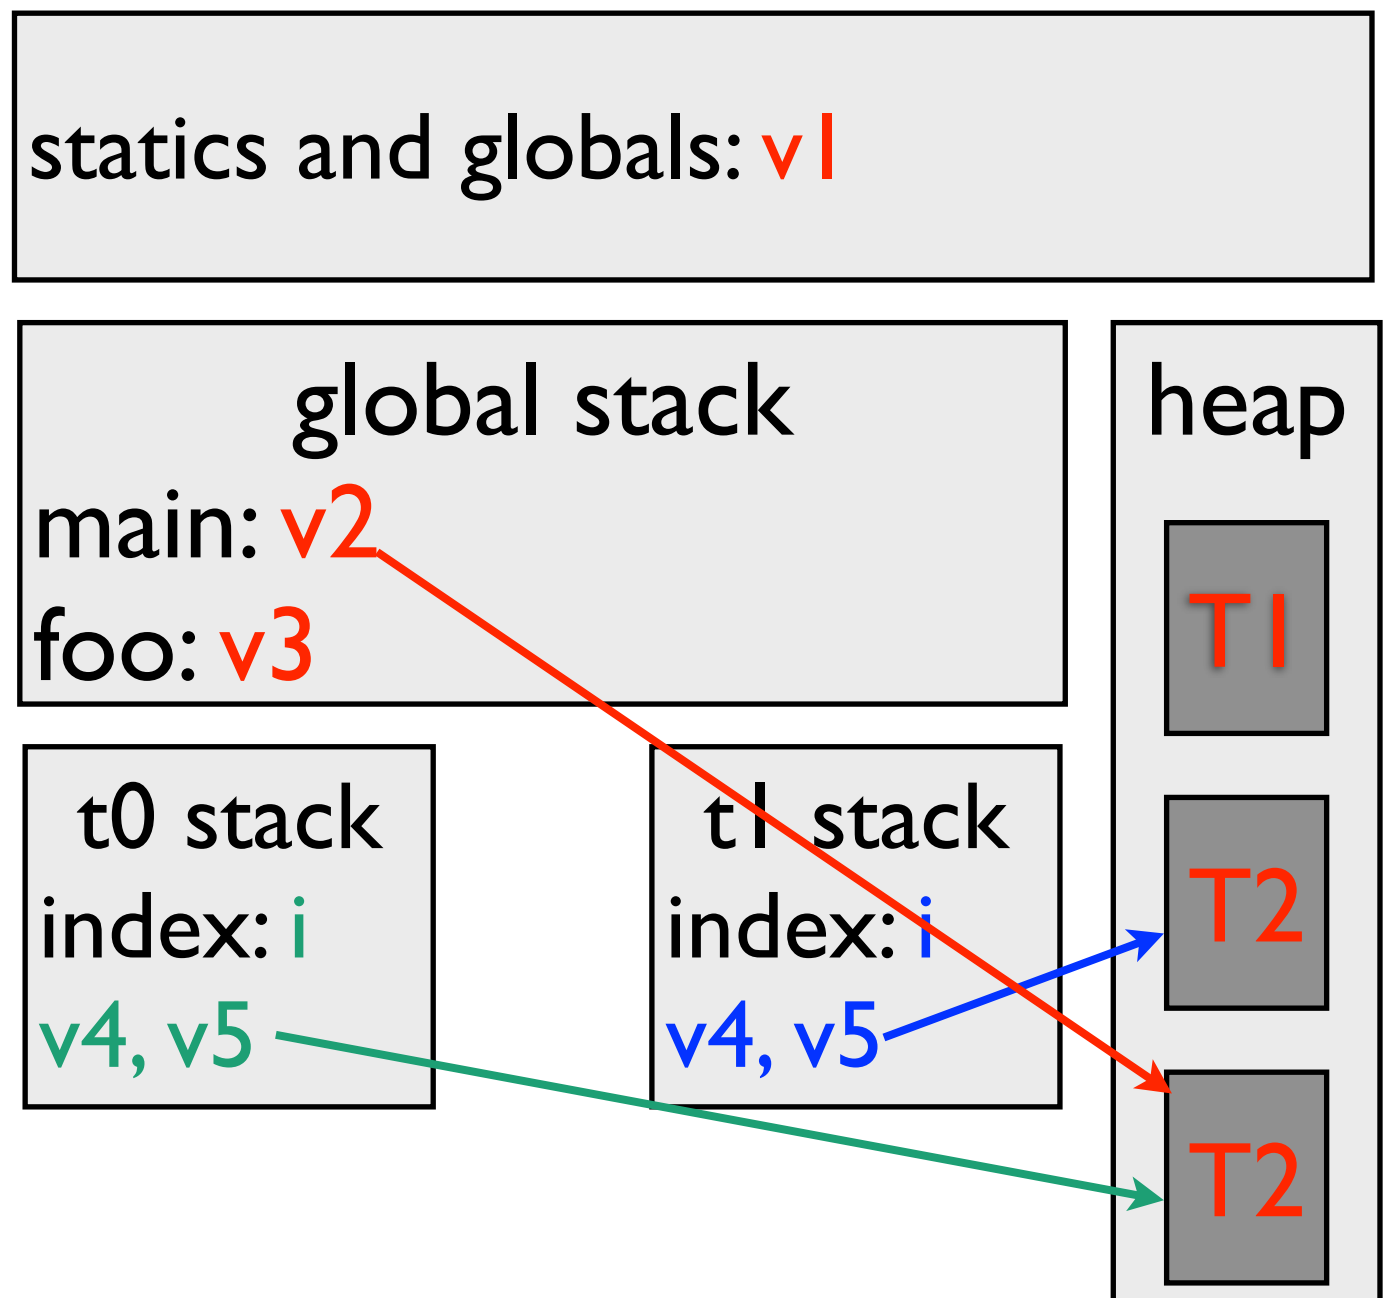 statics and globals: v1
global stack
main: v2
foo: v3
heap
T1
T2
T2
t0 stack
index: i
v4, v5
t1 stack
index: i
v4, v5